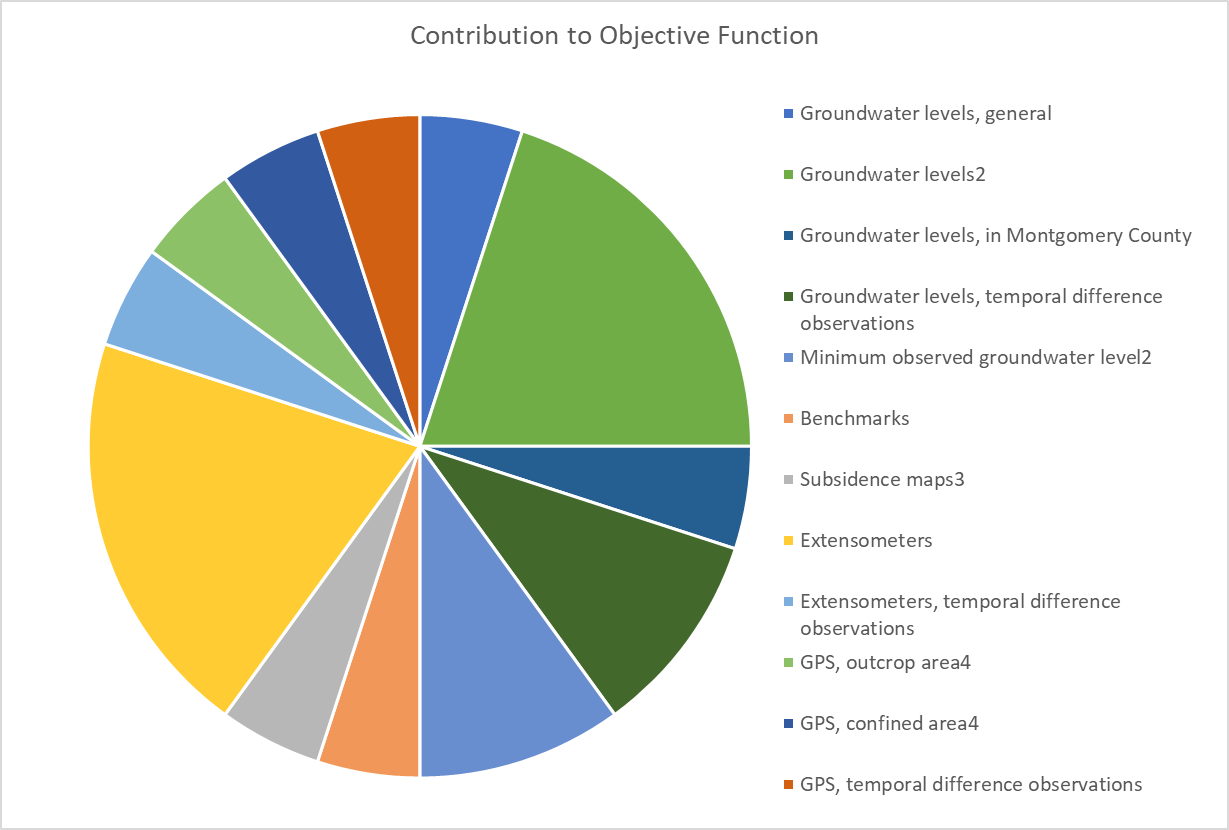 Contribution to Objective Function
Groundwater levels, general
Groundwater levels2
Groundwater levels, in Montgomery County
Groundwater levels, temporal difference
observations
Minimum observed groundwater level2
Benchmarks
Subsidence maps3
Extensometers
Extensometers, temporal difference
observations
GPS, outcrop area4
GPS, confined area4
GPS, temporal difference observations